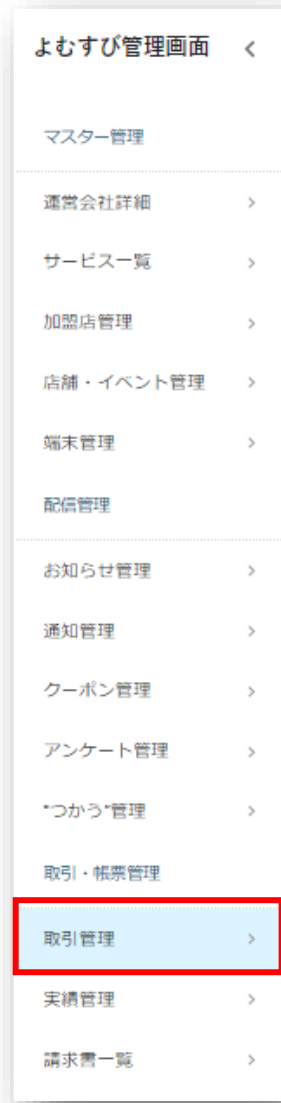 よむすび管理画面
マスター管理
運営会社詳細
サービス一覧
加盟店管理
店舗・イベント管理
端末管理
配信管理
お知らせ管理
通知管理
クーポン管理
アンケート管理
"つかう"管理
取引・帳票管理
取引管理
実績管理
請求書一覧